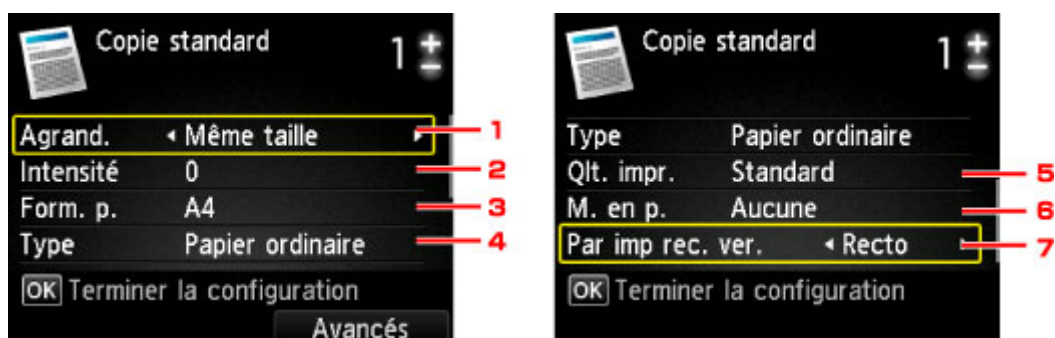 Copie standard 1 + -
Agrand. Même taille 1
Intensité 0 2
Form. p. A4 3
Type Papier ordinaire 4
OK Terminer la configuration
Avancés
Copie standard 1 + -
Type Papier ordinaire
Qlt. impr. Standard 5
M. en p. Aucune 6
Par imp rec. ver. Recto 7
OK Terminer la configuration